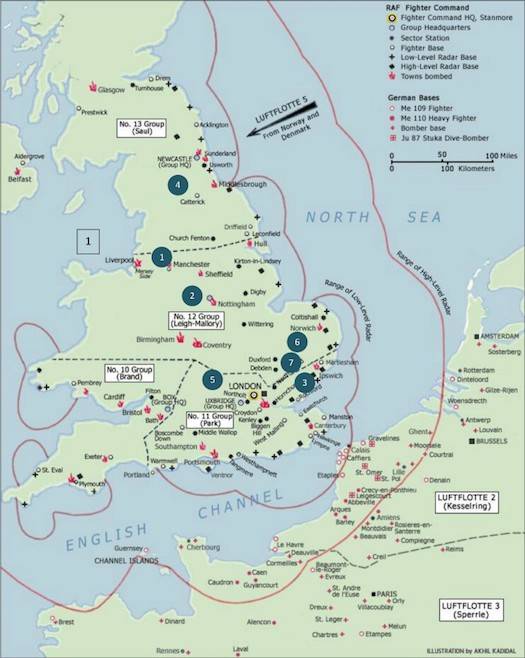 RAF Fighter Command
Fighter Command HQ, Stanmore
Group Headquarters
Sector Station
Fighter Base
Low-Level Radar Base
High-Level Radar Base
Towns bombed
German Bases
Me 109 Fighter
Me 110 Heavy Fighter
Bomber base
Ju 87 Stuka Dive-Bomber
0 50 100 Miles
0 100 Kilometers
Drem
Turnhouse
Glasgow
Prestwick
LUFTFLOTTE 5
From Norway and
Denmark
No. 13 Group
(Saul)
Acklington
Aldergrove
Belfast
NEWCASTLE
(Group HQ)
Sunderland
Usworth
4
Middlesbrough
Catterick
NORTH SEA
1
Driffield
Leconfield
Church Fenton
Hull
1
Liverpool
Mersey
Side
Manchester
Kirton-in-Lindsey
Sheffield
Range of High-Level Radar
Range of Low-Level Radar
2
Digby
Nottingham
No. 12 Group
(Leigh-Mallory)
Wittering
Coltishall
Norwich
Birmingham
Coventry
6
7
Duxford
Debden
Martlesham
Ipswich
3
No. 10 Group
(Brand)
5
Pembrey
Cardiff
Filton
BOX
(Group HQ)
Bristol
Bath
LONDON
Northolt
UXBRIDGE
(Group HQ)
Hornchurch
Croydon
Kenley
Biggin
Hill
West Malling
Eastchurch
Manston
Canterbury
Hawkinge
Lympne
No. 11 Group
(Park)
Boscombe
Down
Middle Wallop
Southampton
Exeter
Warmwell
Portland
Portsmouth
Tangmere
Westhampnett
Ventnor
St. Eval
Plymouth
ENGLISH CHANNEL
AMSTERDAM
Sosterberg
Rotterdam
Dinteloord
Gilze-Rijen
Woensdrecht
Antwerp
Louvain
BRUSSELS
Ghent
Moorsele
Courtrai
Gravelines
Calais
Caffiers
St. Omer
Lille
St. Pol
Etaples
Denain
Crecy-en-Ponthieu
Leigescourt
Abbeville
Arques
Barley
Amiens
Montdidier
Rosieres-en-
Santerre
Beauvais
Compiegne
LUFTFLOTTE 2
(Kesselring)
Guernsey
CHANNEL ISLANDS
Cherbourg
Le Havre
Deauville
Cormeilles
Beaumont-
le-Roger
Creil
Reims
Caen
Caudron
Guyancourt
Evreux
St. Andre
de l'Euse
PARIS
Orly
Villacoublay
Dreux
LUFTFLOTTE 3
(Sperrle)
Brest
Dinard
Alencon
St. Leger
Melun
Chartres
Etampes
Rennes
Laval
ILLUSTRATION by AKHIL KADIDAL